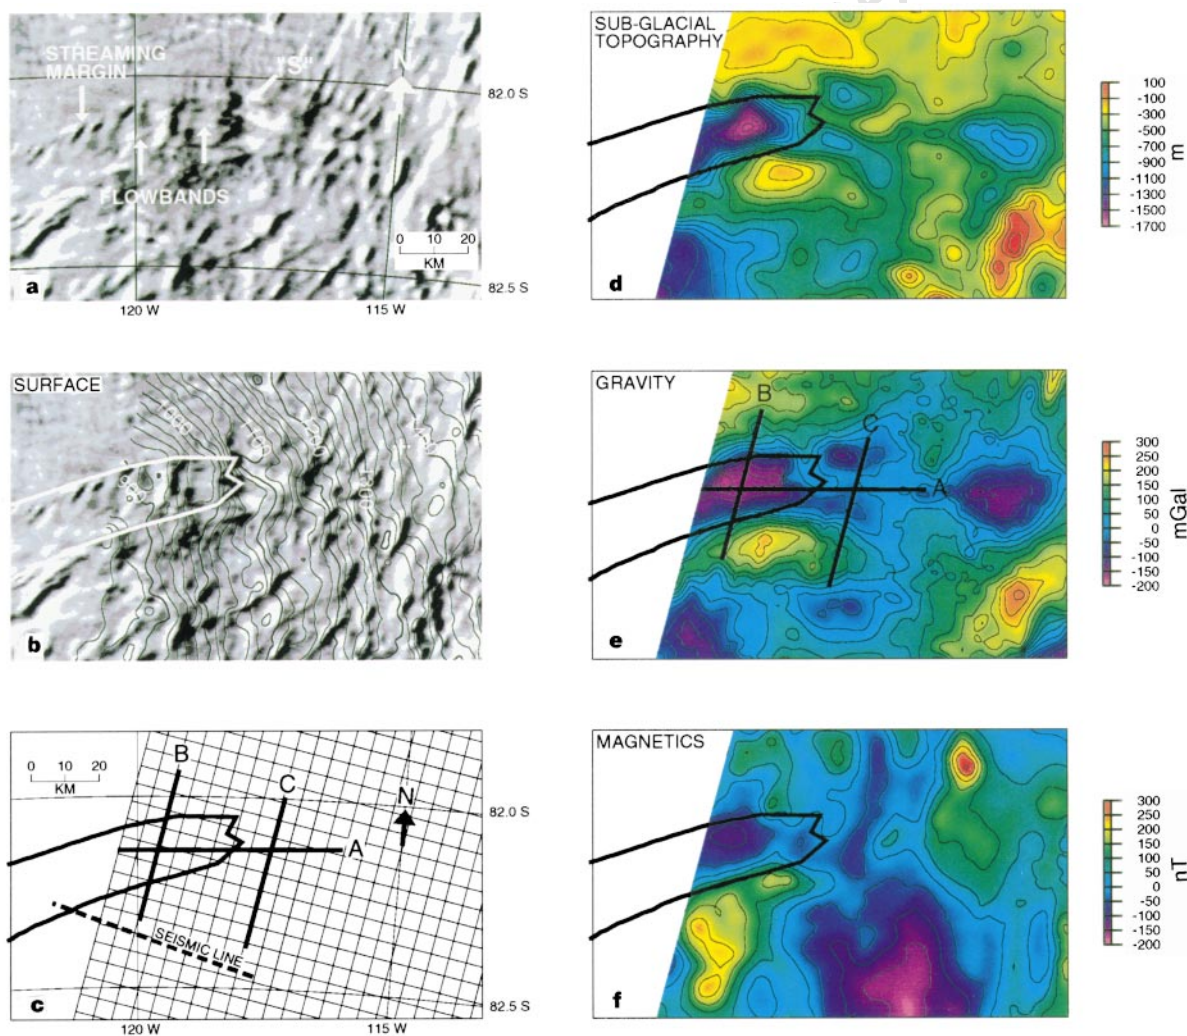 STREAMING
MARGIN
"S"
N
FLOWBANDS
82.0 S
0 10 20
KM
a
82.5 S
120 W
115 W
SUB-GLACIAL
TOPOGRAPHY
d
100
-100
-300
-500
-700
-900
-1100
-1300
-1500
-1700
m
SURFACE
b
GRAVITY
B
C
A
e
300
250
200
150
100
50
0
-50
-100
-150
-200
mGal
0 10 20
KM
B
C
N
A
82.0 S
SEISMIC LINE
c
82.5 S
120 W
115 W
MAGNETICS
f
300
250
200
150
100
50
0
-50
-100
-150
-200
nT